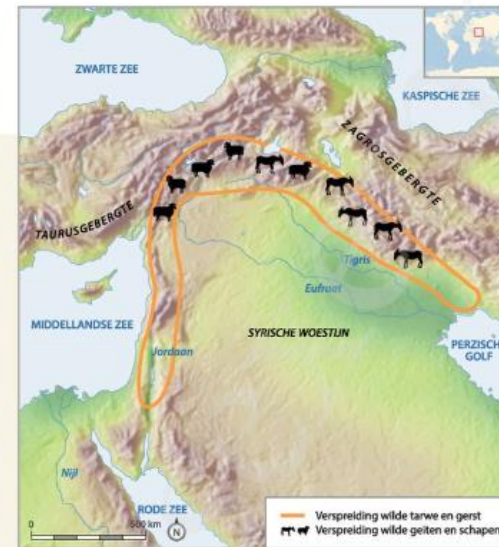 ZWARTE ZEE
KASPISCHE ZEE
ZAGROSGEBERGTE
TAURUSGEBERGTE
Tigris
Eufraat
MIDDELLANDSE ZEE
SYRISCHE WOESTIJN
Jordaan
PERZISCHE
GOLF
Nijl
RODE ZEE
0 500 km
N
Verspreiding wilde tarwe en gerst
Verspreiding wilde geiten en schapen